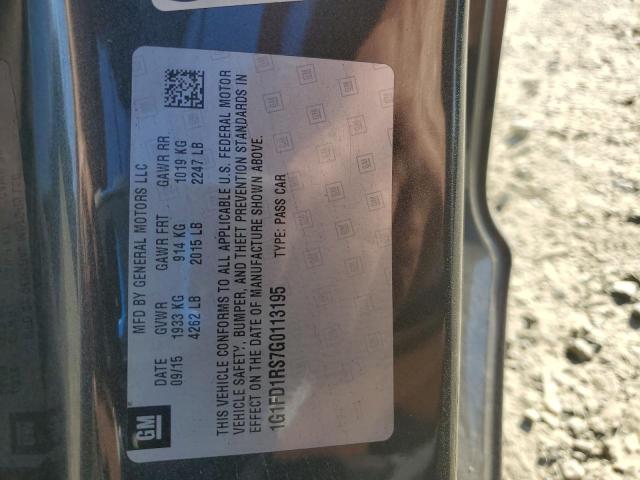 GM
MFD BY GENERAL MOTORS LLC
DATE GVWR GAWR FRT GAWR RR
09/15 1933 KG 914 KG 1019 KG
4262 LB 2015 LB 2247 LB
THIS VEHICLE CONFORMS TO ALL APPLICABLE U.S. FEDERAL MOTOR
VEHICLE SAFETY, BUMPER, AND THEFT PREVENTION STANDARDS IN
EFFECT ON THE DATE OF MANUFACTURE SHOWN ABOVE.
1G1FD1RS7G0113195 TYPE: PASS CAR